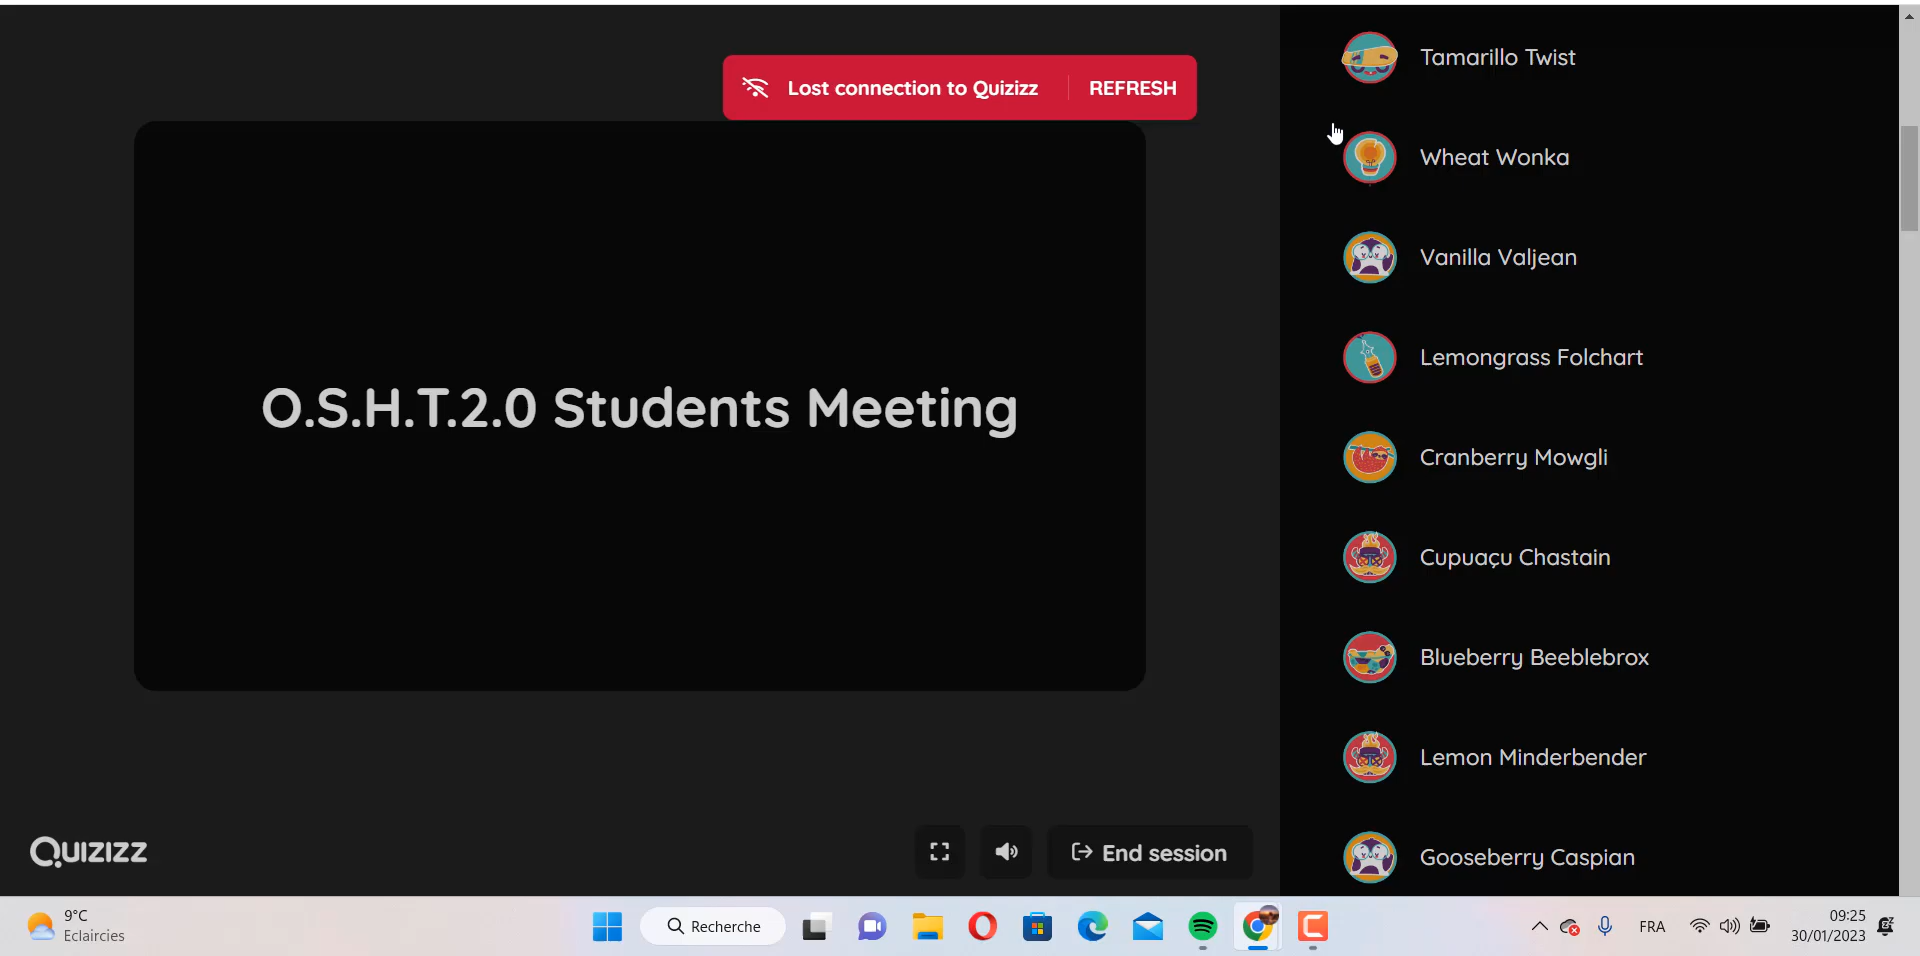 Lost connection to Quizizz
REFRESH
O.S.H.T.2.0 Students Meeting
Tamarillo Twist
Wheat Wonka
Vanilla Valjean
Lemongrass Folchart
Cranberry Mowgli
Cupuaçu Chastain
Blueberry Beeblebrox
Lemon Minderbender
Gooseberry Caspian
Quizizz
End session
9°C
Eclaircies
Recherche
FRA
09:25
30/01/2023